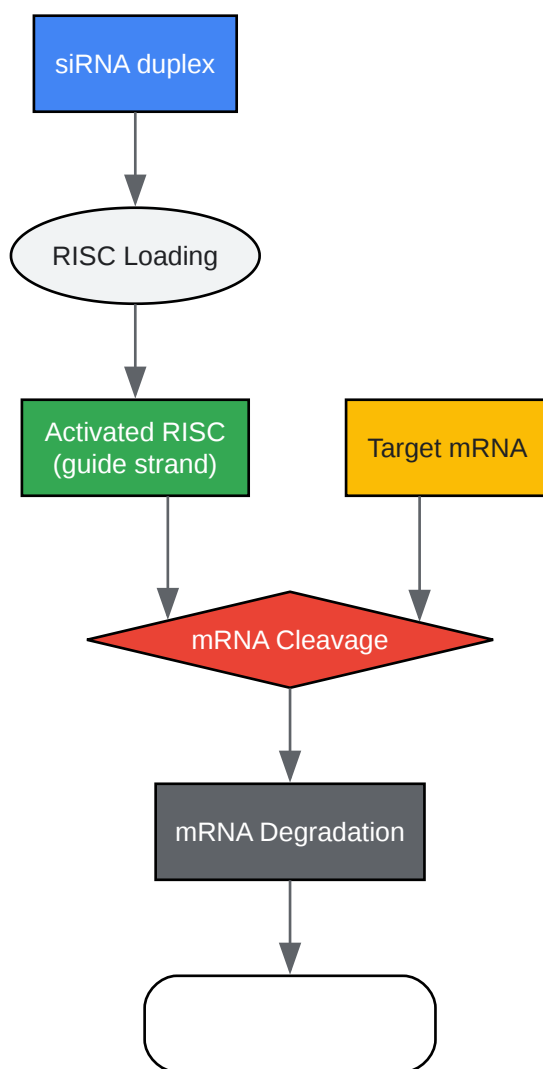 siRNA duplex
RISC Loading
Activated RISC
(guide strand)
Target mRNA
mRNA Cleavage
mRNA Degradation